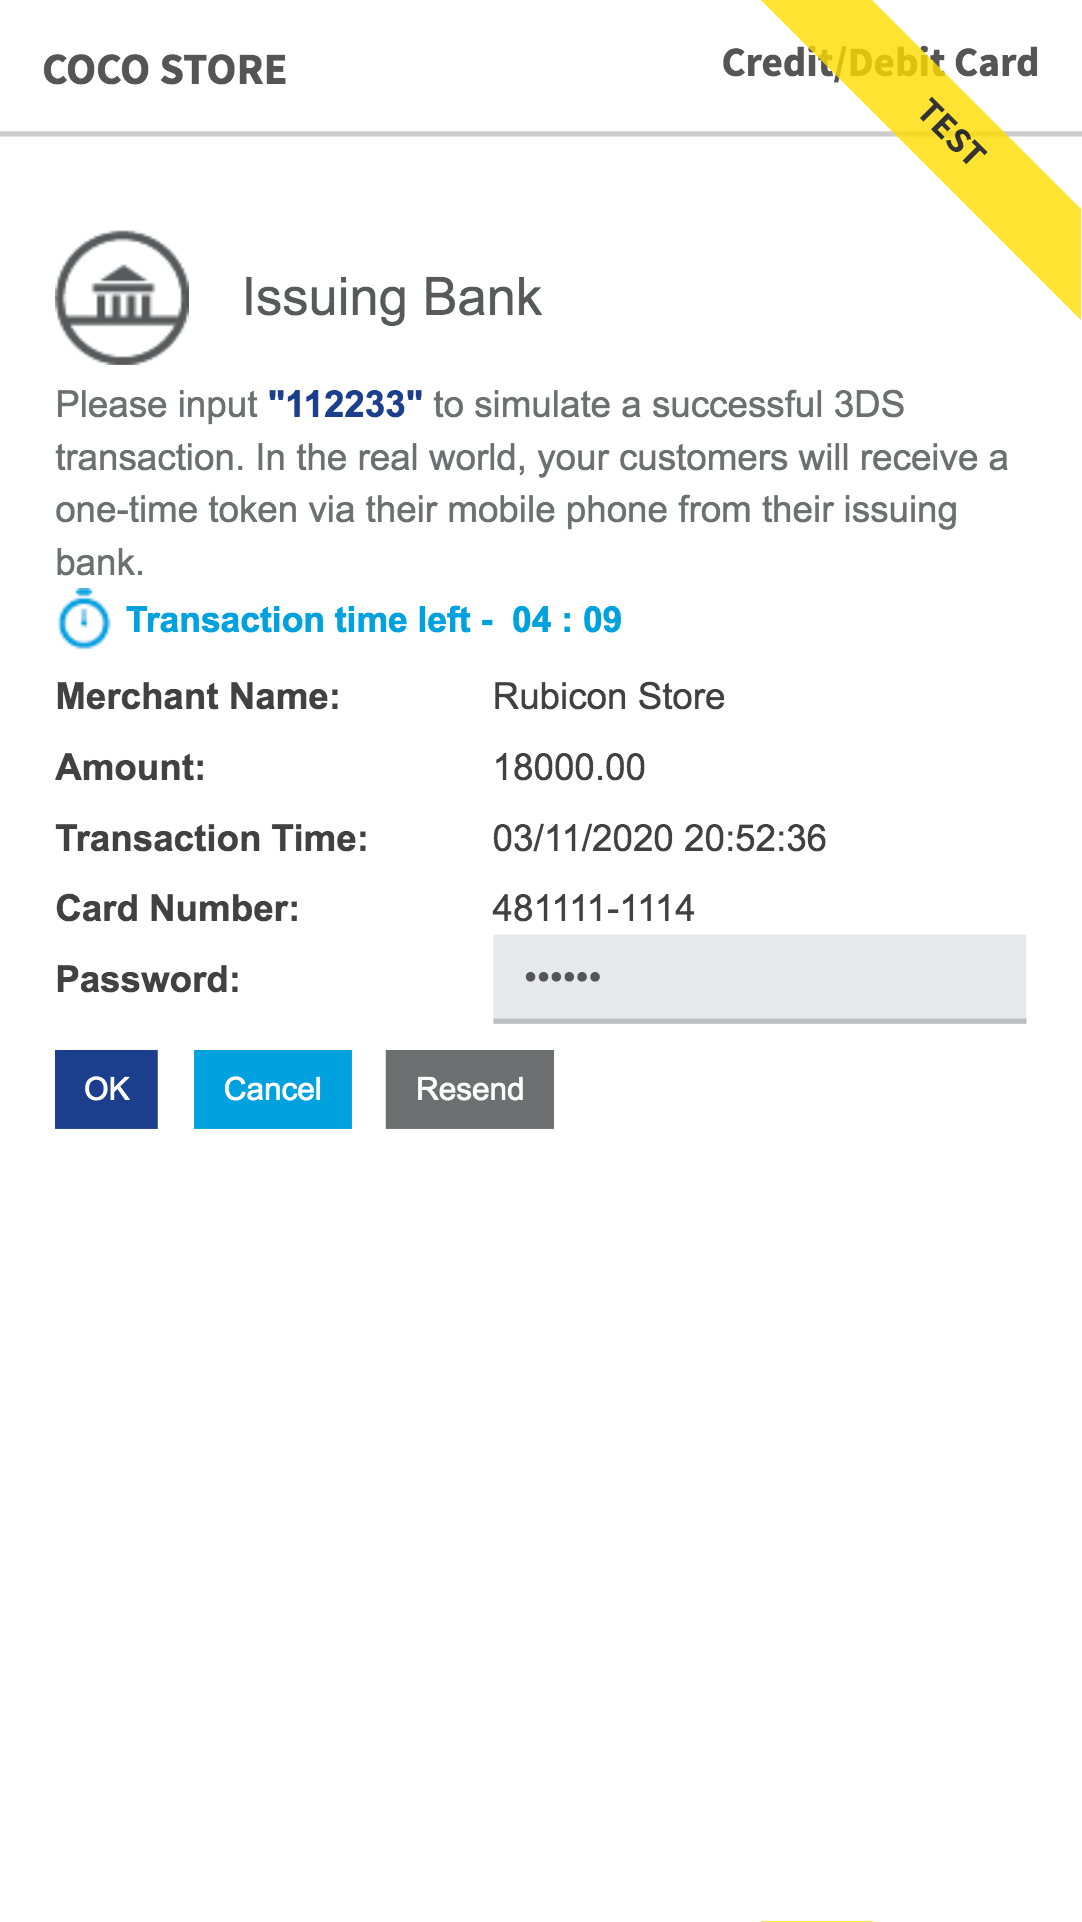 COCO STORE
Credit/Debit Card
TEST
Issuing Bank
Please input "112233" to simulate a successful 3DS
transaction. In the real world, your customers will receive a
one-time token via their mobile phone from their issuing
bank.
Transaction time left - 04 : 09
Merchant Name: Rubicon Store
Amount: 18000.00
Transaction Time: 03/11/2020 20:52:36
Card Number: 481111-1114
Password: ••••••
OK Cancel Resend